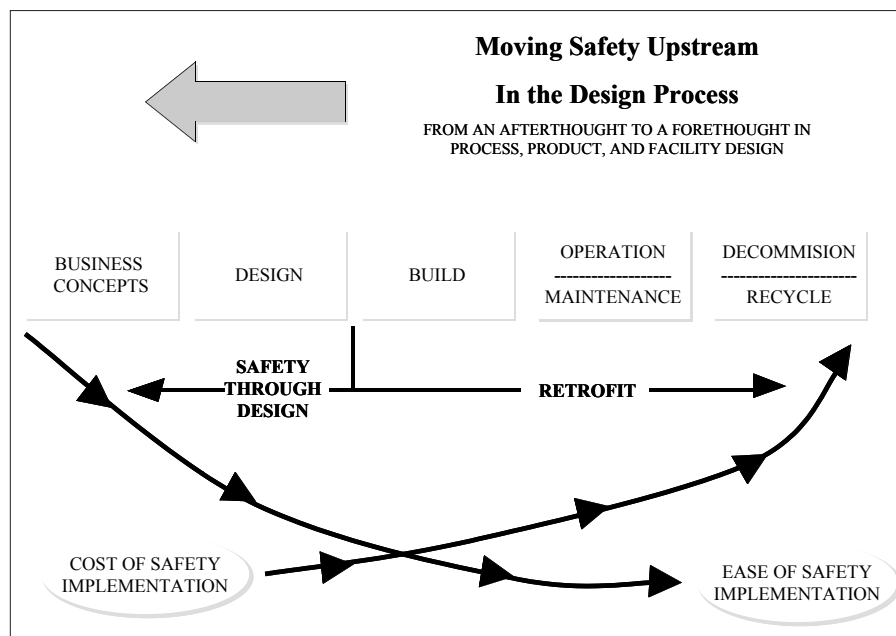 Moving Safety Upstream
In the Design Process
FROM AN AFTERTHOUGHT TO A FORETHOUGHT IN
PROCESS, PRODUCT, AND FACILITY DESIGN
BUSINESS
CONCEPTS
DESIGN
BUILD
OPERATION
-------------------
MAINTENANCE
DECOMMISION
----------------------
RECYCLE
SAFETY
THROUGH
DESIGN
RETROFIT
COST OF SAFETY
IMPLEMENTATION
EASE OF SAFETY
IMPLEMENTATION